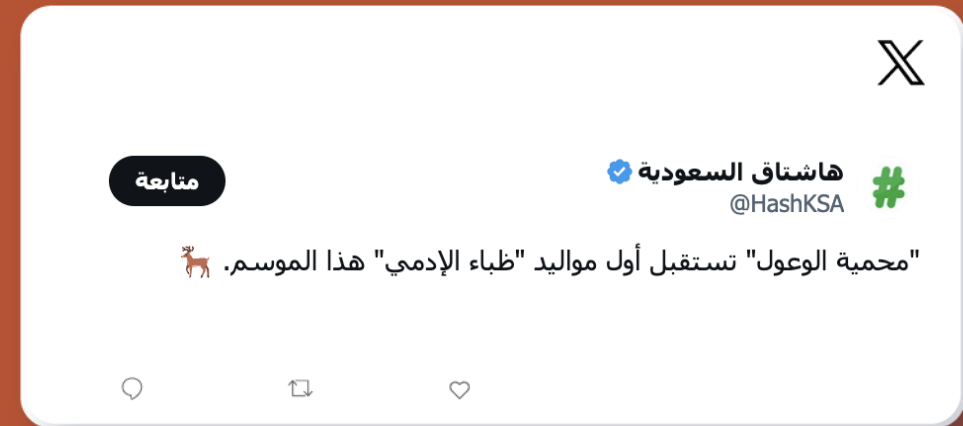 هاشتاق السعودية
متابعة
@HashKSA
"محمية الوعول" تستقبل أول مواليد "ظباء الإدمي" هذا الموسم. 🦌